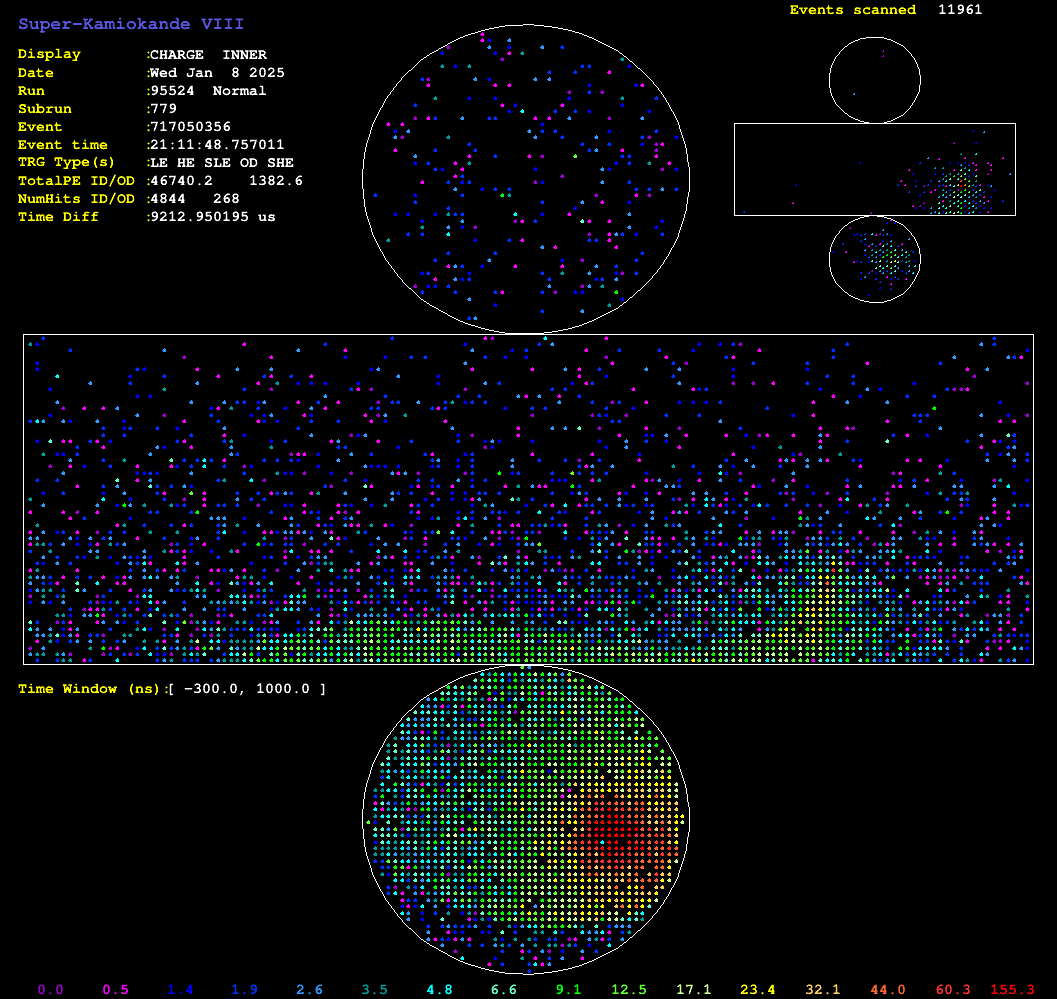 Super-Kamiokande VIII
Events scanned 11961
Display :CHARGE INNER
Date :Wed Jan 8 2025
Run :95524 Normal
Subrun :779
Event :717050356
Event time :21:11:48.757011
TRG Type(s) :LE HE SLE OD SHE
TotalPE ID/OD :46740.2 1382.6
NumHits ID/OD :4844 268
Time Diff :9212.950195 us
Time Window (ns):[ -300.0, 1000.0 ]
0.0 0.5 1.4 1.9 2.6 3.5 4.8 6.6 9.1 12.5 17.1 23.4 32.1 44.0 60.3 155.3